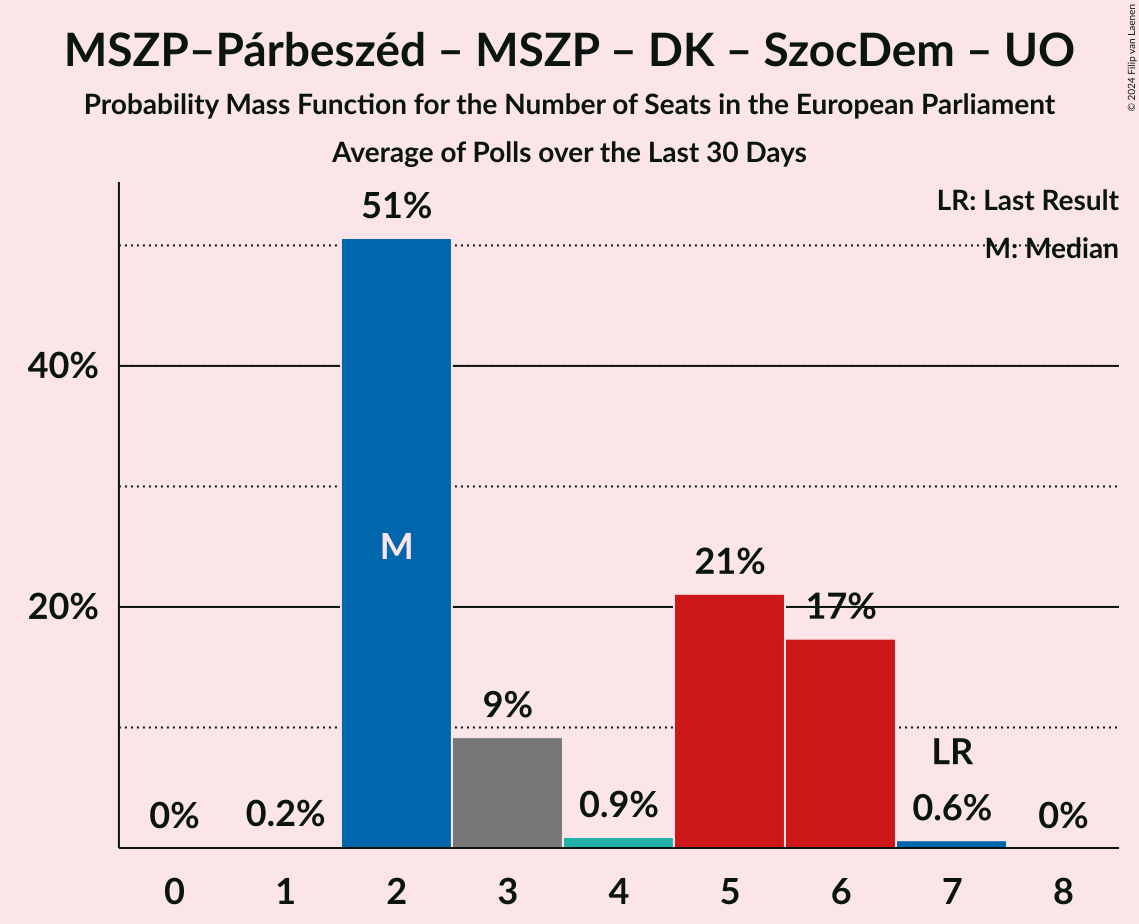 MSZP–Párbeszéd – MSZP – DK – SzocDem – UO
Probability Mass Function for the Number of Seats in the European Parliament
Average of Polls over the Last 30 Days
© 2024 Filip van Laenen
LR: Last Result
M: Median
51%
40%
M
21%
20%
17%
9%
LR
0%
0.2%
0.9%
0.6%
0%
0 1 2 3 4 5 6 7 8